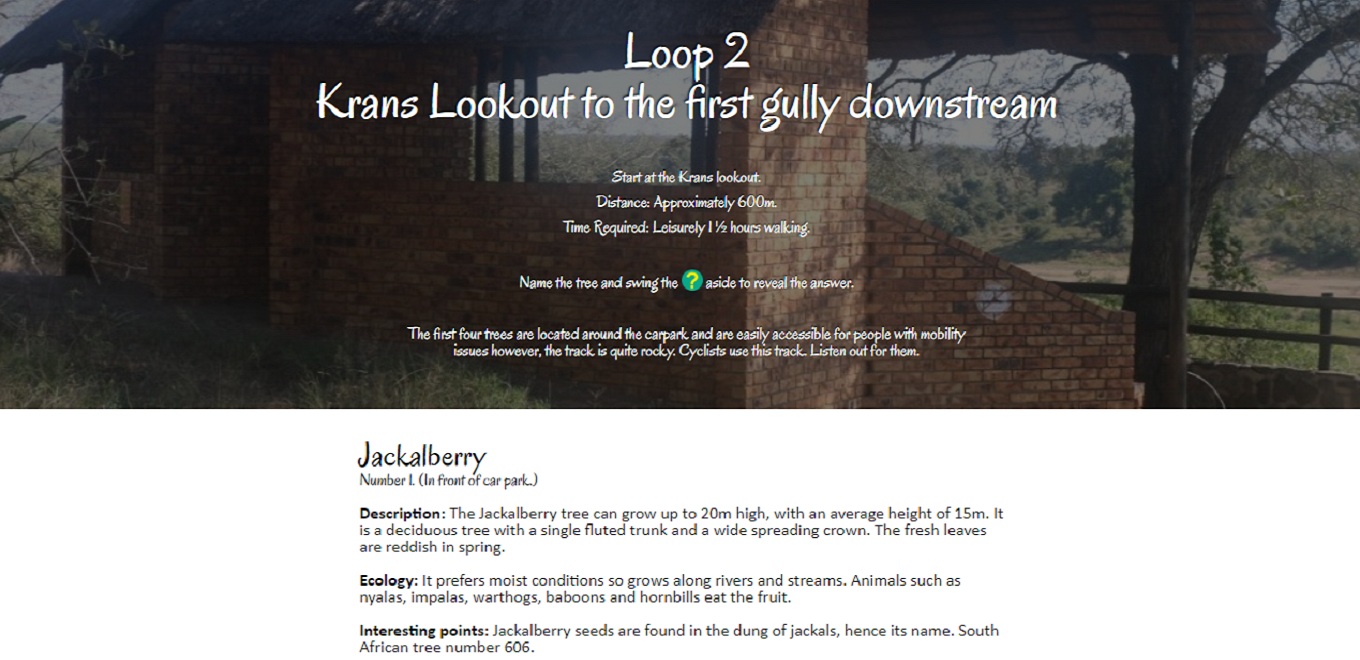 Loop 2
Krans Lookout to the first gully downstream
Start at the Krans lookout.
Distance: Approximately 600m.
Time Required: Leisurely 1 ½ hours walking.
Name the tree and swing the ? aside to reveal the answer.
The first four trees are located around the carpark and are easily accessible for people with mobility
issues however, the track is quite rocky. Cyclists use this track. Listen out for them.
Jackalberry
Number 1. (In front of car park.)
Description: The Jackalberry tree can grow up to 20m high, with an average height of 15m. It
is a deciduous tree with a single fluted trunk and a wide spreading crown. The fresh leaves
are reddish in spring.
Ecology: It prefers moist conditions so grows along rivers and streams. Animals such as
nyalas, impalas, warthogs, baboons and hornbills eat the fruit.
Interesting points: Jackalberry seeds are found in the dung of jackals, hence its name. South
African tree number 606.